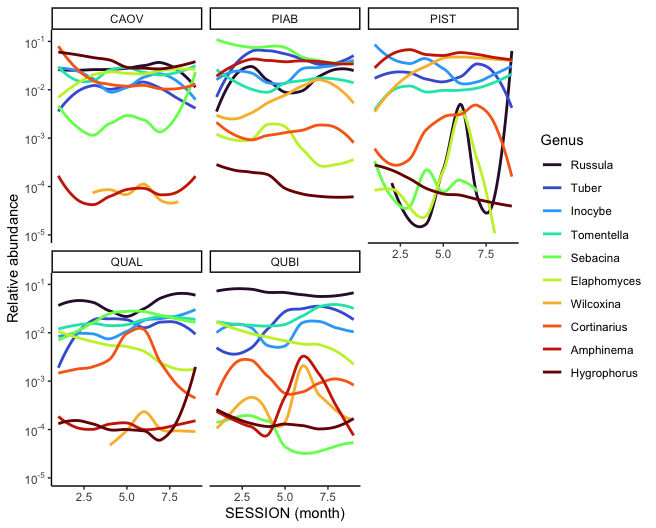 CAOV PIAB PIST
10⁻¹
10⁻²
10⁻³
10⁻⁴
10⁻⁵
2.5 5.0 7.5
QUAL QUBI
10⁻¹
10⁻²
10⁻³
10⁻⁴
10⁻⁵
2.5 5.0 7.5 2.5 5.0 7.5
SESSION (month)
Relative abundance
Genus
Russula
Tuber
Inocybe
Tomentella
Sebacina
Elaphomyces
Wilcoxina
Cortinarius
Amphinema
Hygrophorus